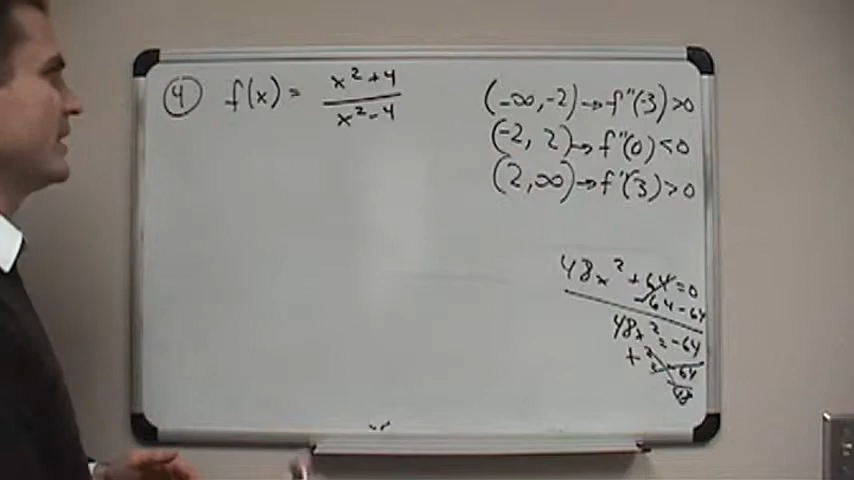 ④ f(x) = x² + 4 / x² - 4
(-∞, -2) → f''(-3) > 0
(-2, 2) → f''(0) < 0
(2, ∞) → f''(3) > 0
48x² + 64 = 0
-64 -64
48x² = -64